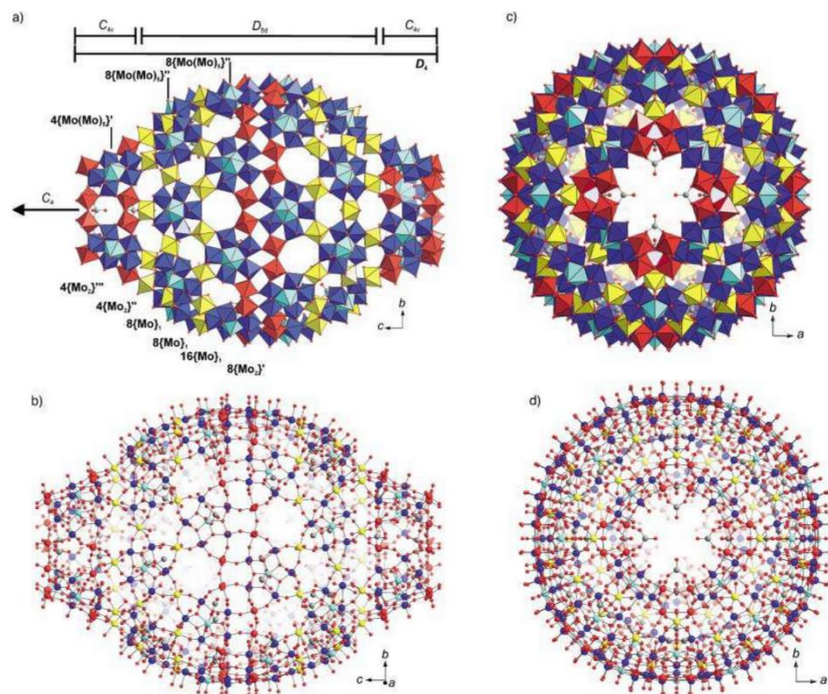 a)
C₄ᵥ
D₈d
C₄ᵥ
D₄
8{Mo(Mo)₅}'''
8{Mo(Mo)₅}''
4{Mo(Mo)₅}'
C₄
4{Mo₂}'''
4{Mo₂}''
8{Mo}₁
8{Mo}₁
16{Mo}₁
8{Mo₂}'
b
c
c)
b
a
b)
b
c
a
d)
b
a